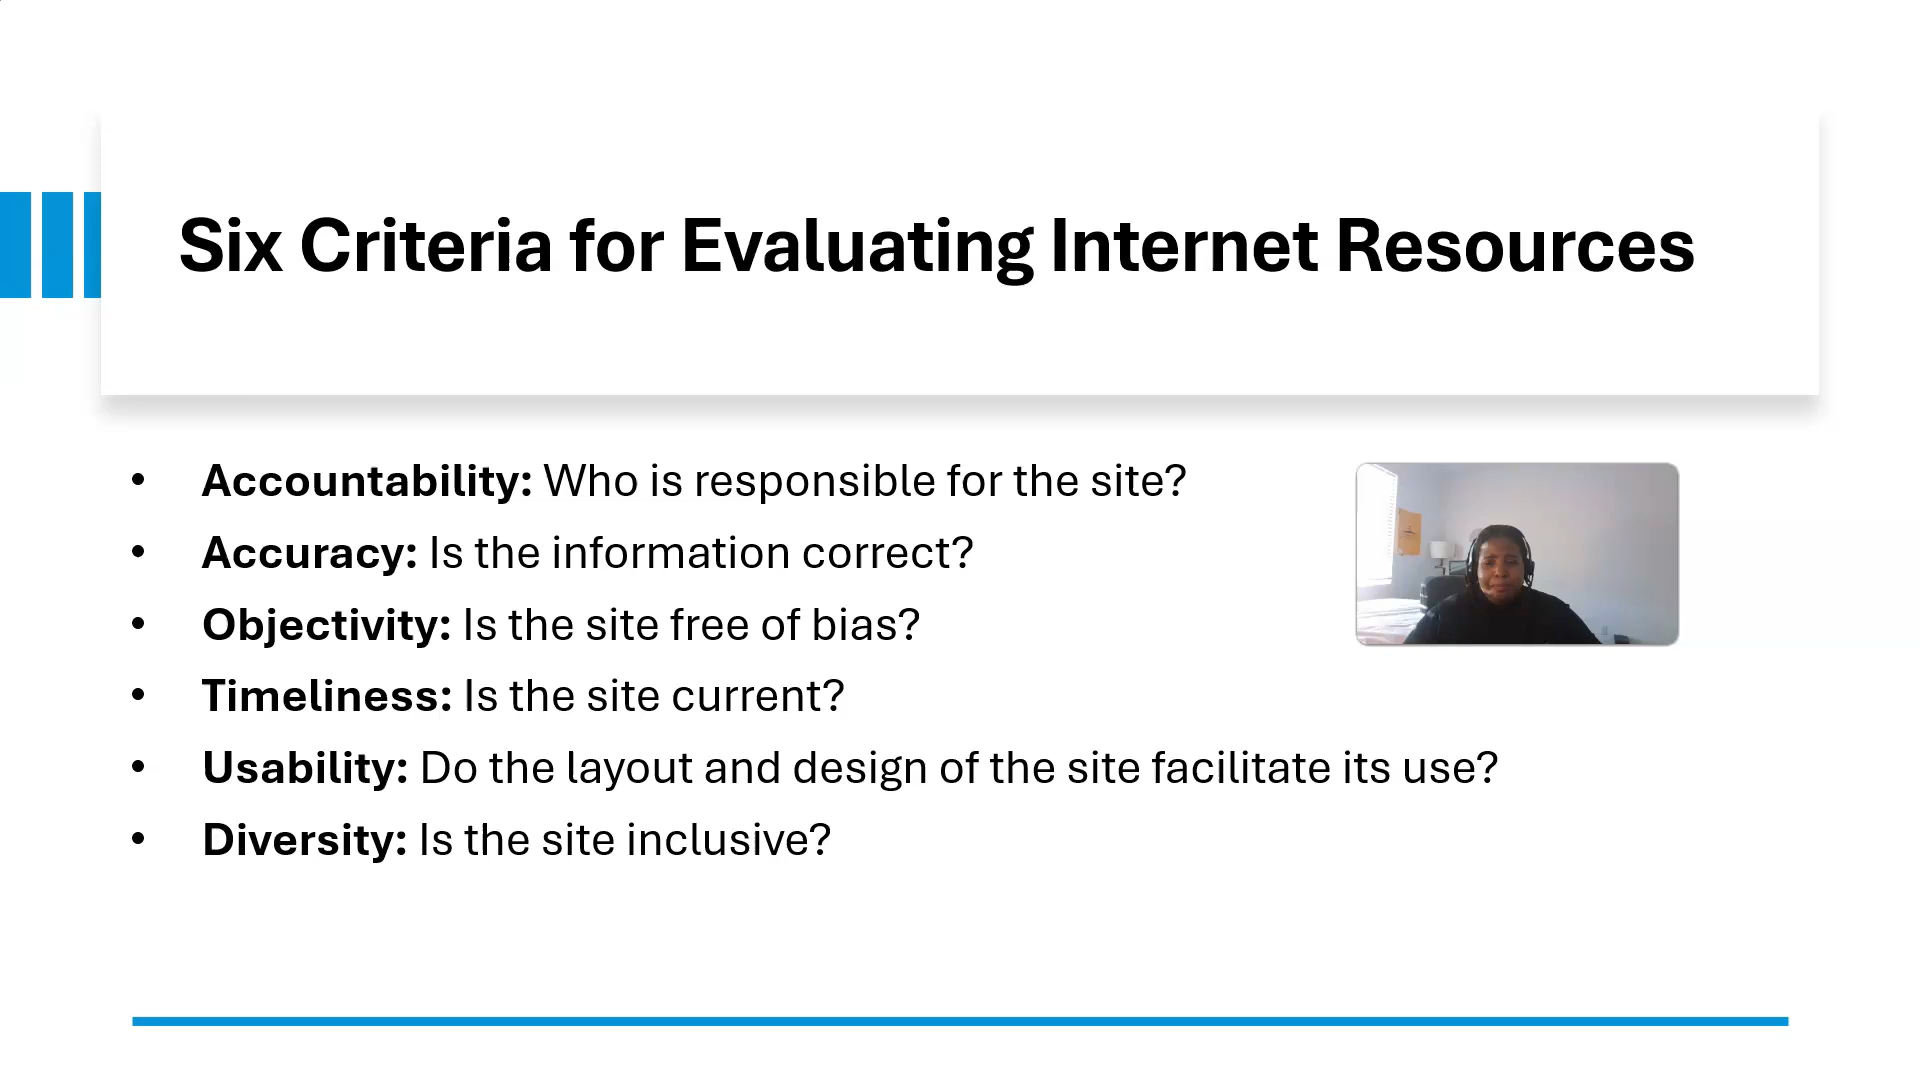 Six Criteria for Evaluating Internet Resources
• Accountability: Who is responsible for the site?
• Accuracy: Is the information correct?
• Objectivity: Is the site free of bias?
• Timeliness: Is the site current?
• Usability: Do the layout and design of the site facilitate its use?
• Diversity: Is the site inclusive?